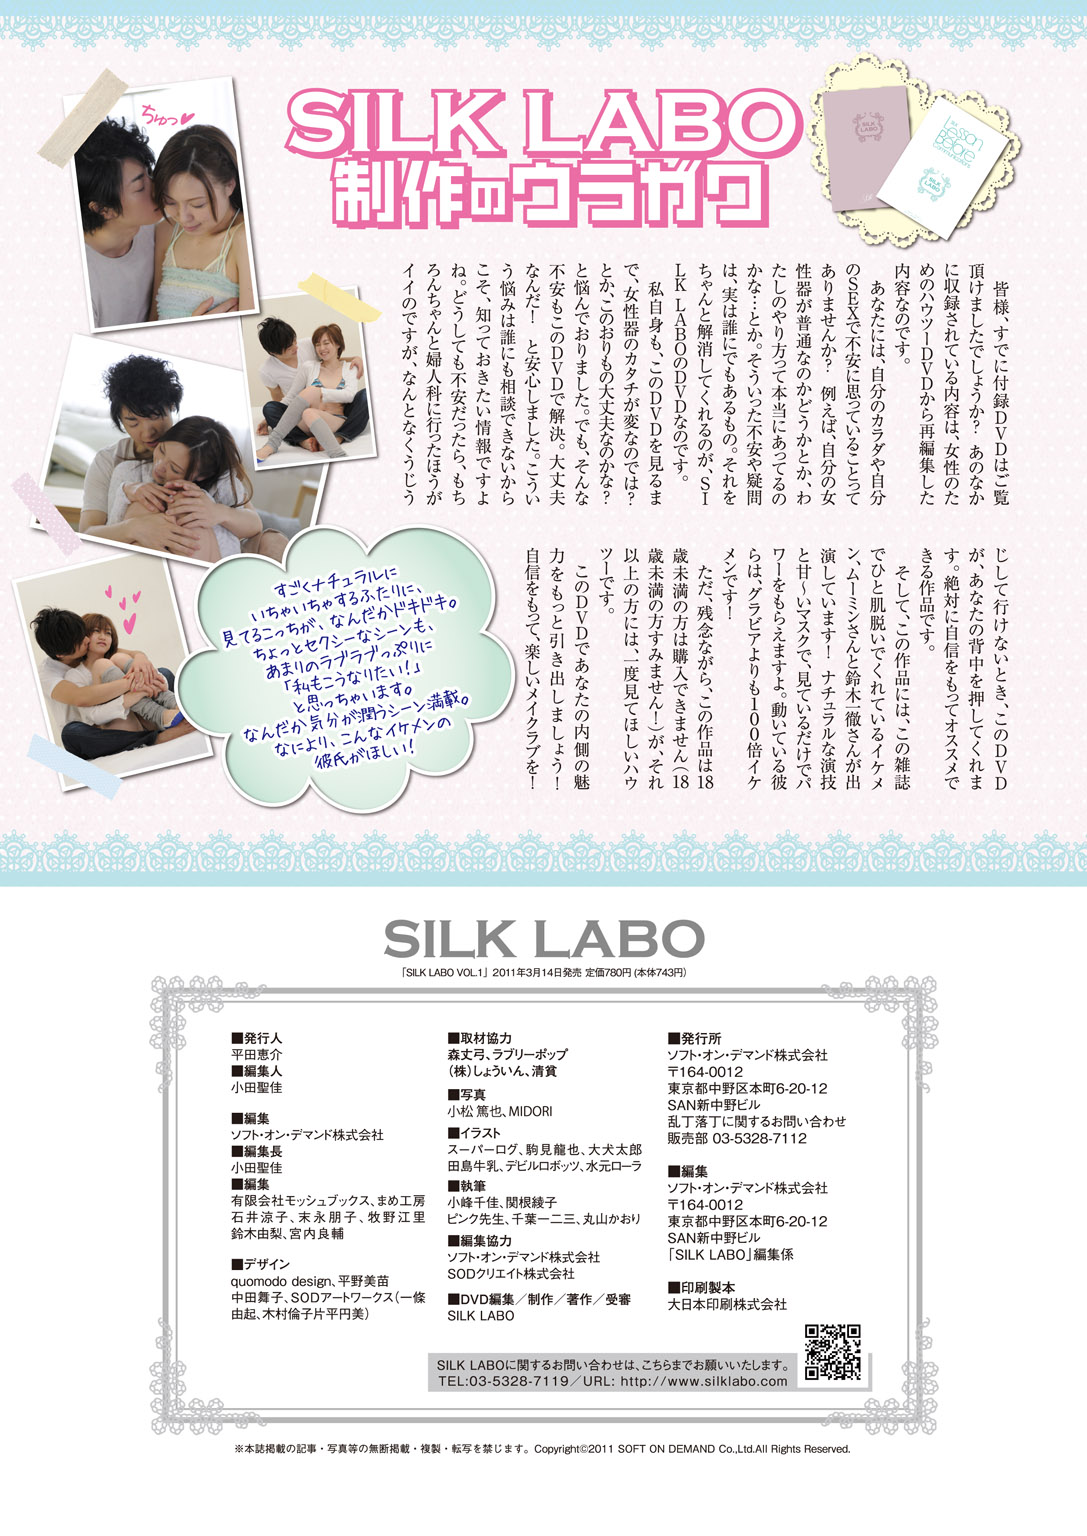 ちゅっ
SILK LABO
制作のウラガワ
SILK
LABO
Lesson
Before
SILK
LABO
皆様、すでに付録DVDはご覧
頂けましたでしょうか? あのなか
に収録されている内容は、女性のた
めのハウツーDVDから再編集した
内容なのです。
あなたには、自分のカラダや自分
のSEXで不安に思っていることって
ありませんか? 例えば、自分の女
性器が普通なのかどうかとか、わ
たしのやり方って本当にあってるの
かな…とか。そういった不安や疑問
は、実は誰にでもあるもの。それを
ちゃんと解消してくれるのが、SI
LK LABOのDVDなのです。
私自身も、このDVDを見るま
で、女性器のカタチが変なのでは?
とか、このおりもの大丈夫なのかな?
と悩んでおりました。でも、そんな
不安もこのDVDで解決。大丈夫
なんだ! と安心しました。こうい
う悩みは誰にも相談できないから
こそ、知っておきたい情報ですよ
ね。どうしても不安だったら、もち
ろんちゃんと婦人科に行ったほうが
イイのですが、なんとなくうじう
じして行けないとき、このDVD
が、あなたの背中を押してくれま
す。絶対に自信をもってオススメで
きる作品です。
そして、この作品には、この雑誌
でひと肌脱いでくれているイケメ
ン、ムーミンさんと鈴木一徹さんが出
演しています! ナチュラルな演技
と甘〜いマスクで、見ているだけでパ
ワーをもらえますよ。動いている彼
らは、グラビアよりも100倍イケ
メンです!
ただ、残念ながら、この作品は18
歳未満の方は購入できません(18
歳未満の方すみません!)が、それ
以上の方には、一度見てほしいハウ
ツーです。
このDVDであなたの内側の魅
力をもっと引き出しましょう!
自信をもって、楽しいメイクラブを!
すごくナチュラルに
いちゃいちゃするふたりに、
見てるこっちが、なんだかドキドキ。
ちょっとセクシーなシーンも、
あまりのラブラブっぷりに
「私もこうなりたい!」
と思っちゃいます。
なんだか気分が潤うシーン満載。
なにより、こんなイケメンの
彼氏がほしい!
SILK LABO
「SILK LABO VOL.1」2011年3月14日発売 定価780円(本体743円)
■発行人
平田恵介
■編集人
小田聖佳
■編集
ソフト・オン・デマンド株式会社
■編集長
小田聖佳
■編集
有限会社モッシュブックス、まめ工房
石井涼子、末永朋子、牧野江里
鈴木由梨、宮内良輔
■デザイン
quomodo design、平野美苗
中田舞子、SODアートワークス(一條
由起、木村倫子片平円美)
■取材協力
森丈弓、ラブリーポップ
(株)しょういん、清貧
■写真
小松 篤也、MIDORI
■イラスト
スーパーログ、駒見龍也、大犬太郎
田島牛乳、デビルロボッツ、水元ローラ
■執筆
小峰千佳、関根綾子
ピンク先生、千葉一二三、丸山かおり
■編集協力
ソフト・オン・デマンド株式会社
SODクリエイト株式会社
■DVD編集/制作/著作/受審
SILK LABO
■発行所
ソフト・オン・デマンド株式会社
〒164-0012
東京都中野区本町6-20-12
SAN新中野ビル
乱丁落丁に関するお問い合わせ
販売部 03-5328-7112
■編集
ソフト・オン・デマンド株式会社
〒164-0012
東京都中野区本町6-20-12
SAN新中野ビル
「SILK LABO」編集係
■印刷製本
大日本印刷株式会社
SILK LABOに関するお問い合わせは、こちらまでお願いいたします。
TEL:03-5328-7119/URL: http://www.silklabo.com
※本誌掲載の記事・写真等の無断掲載・複製・転写を禁じます。Copyright©2011 SOFT ON DEMAND Co.,Ltd.All Rights Reserved.